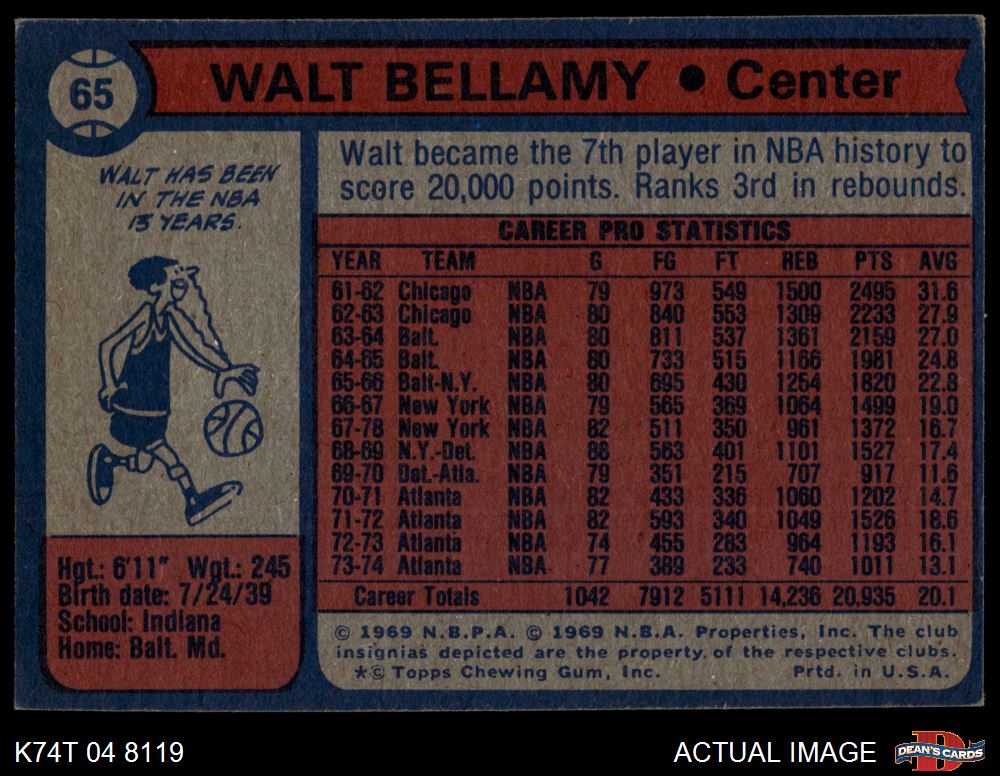 65
WALT BELLAMY • Center
WALT HAS BEEN
IN THE NBA
13 YEARS.
Walt became the 7th player in NBA history to
score 20,000 points. Ranks 3rd in rebounds.
CAREER PRO STATISTICS
YEAR TEAM G FG FT REB PTS AVG
61-62 Chicago NBA 79 973 549 1500 2495 31.6
62-63 Chicago NBA 80 840 553 1309 2233 27.9
63-64 Balt. NBA 80 811 537 1361 2159 27.0
64-65 Balt. NBA 80 733 515 1166 1981 24.8
65-66 Balt-N.Y. NBA 80 695 430 1254 1820 22.8
66-67 New York NBA 79 565 369 1064 1499 19.0
67-78 New York NBA 82 511 350 961 1372 16.7
68-69 N.Y.-Det. NBA 88 563 401 1101 1527 17.4
69-70 Det.-Atla. NBA 79 351 215 707 917 11.6
70-71 Atlanta NBA 82 433 336 1060 1202 14.7
71-72 Atlanta NBA 82 593 340 1049 1526 18.6
72-73 Atlanta NBA 74 455 283 964 1193 16.1
73-74 Atlanta NBA 77 389 233 740 1011 13.1
Career Totals 1042 7912 5111 14,236 20,935 20.1
Hgt.: 6'11" Wgt.: 245
Birth date: 7/24/39
School: Indiana
Home: Balt. Md.
© 1969 N.B.P.A. © 1969 N.B.A. Properties, Inc. The club
insignias depicted are the property of the respective clubs.
*© Topps Chewing Gum, Inc. Prtd. in U.S.A.
K74T 04 8119
ACTUAL IMAGE
D
DEAN'S CARDS